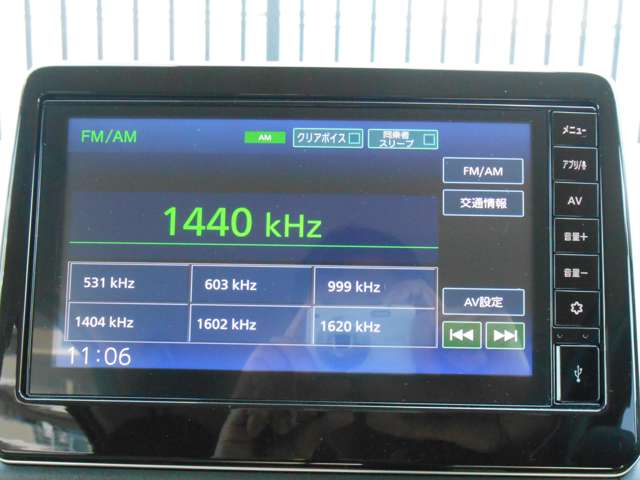 FM/AM
AM
クリアボイス
同乗者
スリープ
FM/AM
交通情報
1440 kHz
531 kHz
603 kHz
999 kHz
1404 kHz
1602 kHz
1620 kHz
AV設定
11:06
メニュー
アプリ/
AV
音量+
音量-